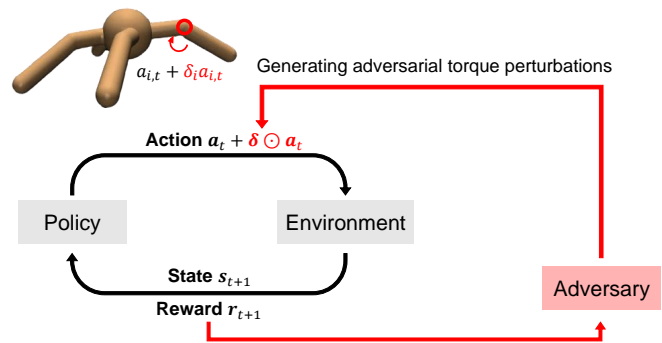 a_{i,t} + δ_i a_{i,t}
Generating adversarial torque perturbations
Action a_t + δ ⊙ a_t
Policy
Environment
State s_{t+1}
Reward r_{t+1}
Adversary